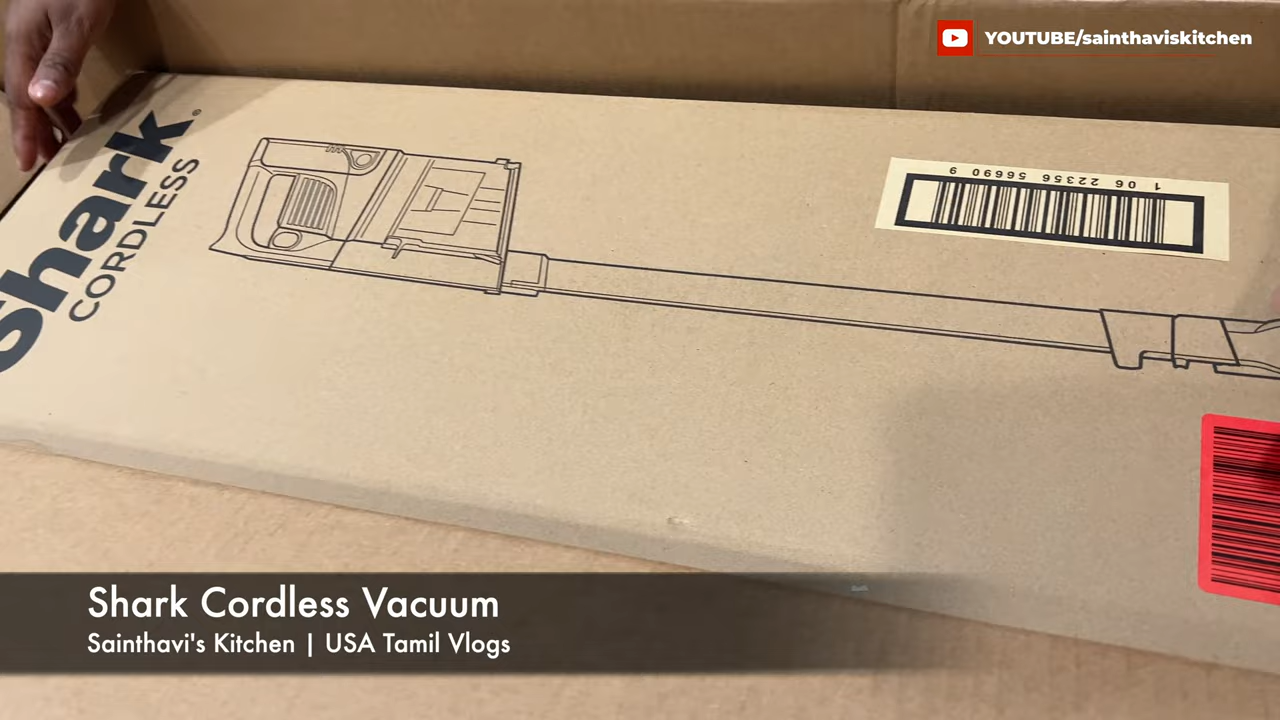 YOUTUBE/sainthaviskitchen
Shark®
CORDLESS
1 06 22356 56690 9
Shark Cordless Vacuum
Sainthavi's Kitchen | USA Tamil Vlogs